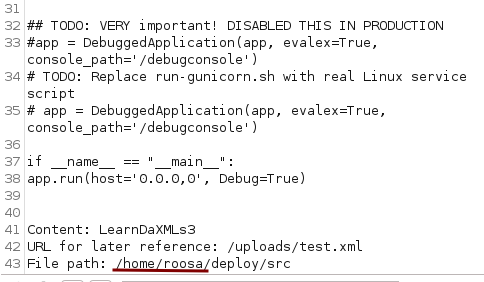 31
32 ## TODO: VERY important! DISABLED THIS IN PRODUCTION
33 #app = DebuggedApplication(app, evalex=True,
console_path='/debugconsole')
34 # TODO: Replace run-gunicorn.sh with real Linux service
script
35 # app = DebuggedApplication(app, evalex=True,
console_path='/debugconsole')
36
37 if __name__ == "__main__":
38 app.run(host='0.0.0,0', Debug=True)
39
40
41 Content: LearnDaXMLs3
42 URL for later reference: /uploads/test.xml
43 File path: /home/roosa/deploy/src